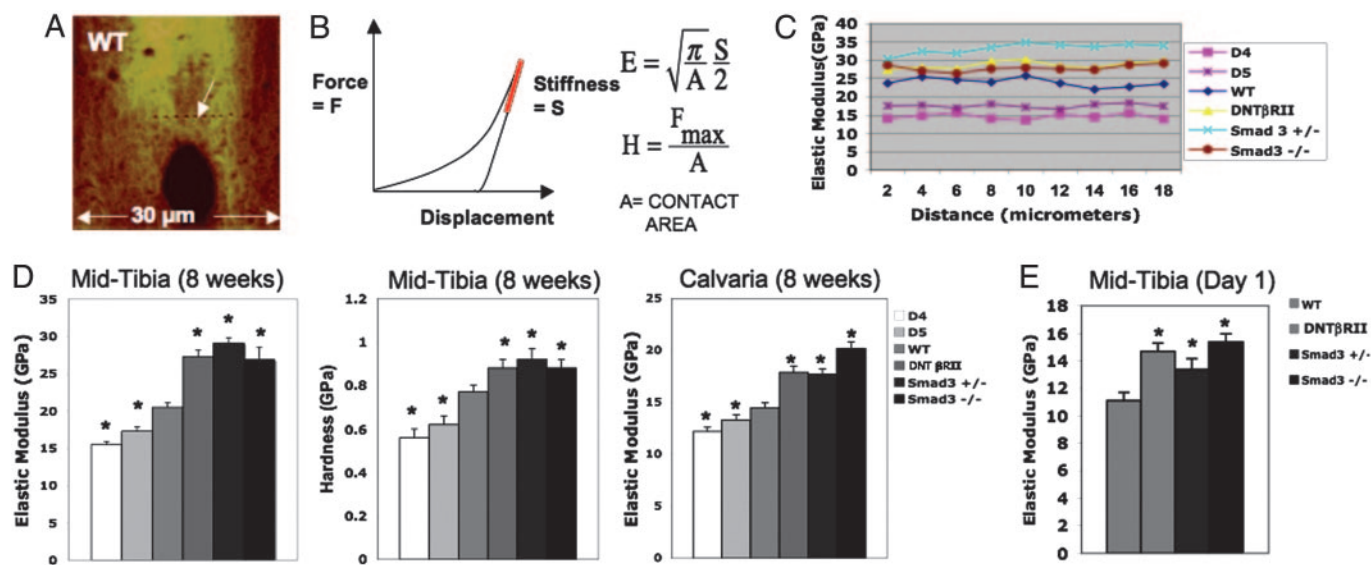 A
WT
30 µm
B
Force
= F
Stiffness
= S
Displacement
E = √(π/A) S/2
H = F max / A
A= CONTACT
AREA
C
Elastic Modulus(GPa)
40
35
30
25
20
15
10
5
0
2 4 6 8 10 12 14 16 18
Distance (micrometers)
D4
D5
WT
DNTβRII
Smad 3 +/-
Smad3 -/-
D
Mid-Tibia (8 weeks)
Elastic Modulus (GPa)
35
30
25
20
15
10
5
0
* * * * *
Mid-Tibia (8 weeks)
Hardness (GPa)
1.2
1
0.8
0.6
0.4
0.2
0
* * * * *
Calvaria (8 weeks)
Elastic Modulus (GPa)
25
20
15
10
5
0
* * * * *
D4
D5
WT
DNT βRII
Smad3 +/-
Smad3 -/-
E
Mid-Tibia (Day 1)
Elastic Modulus (GPa)
18
16
14
12
10
8
6
4
2
0
* * *
WT
DNTβRII
Smad3 +/-
Smad3 -/-